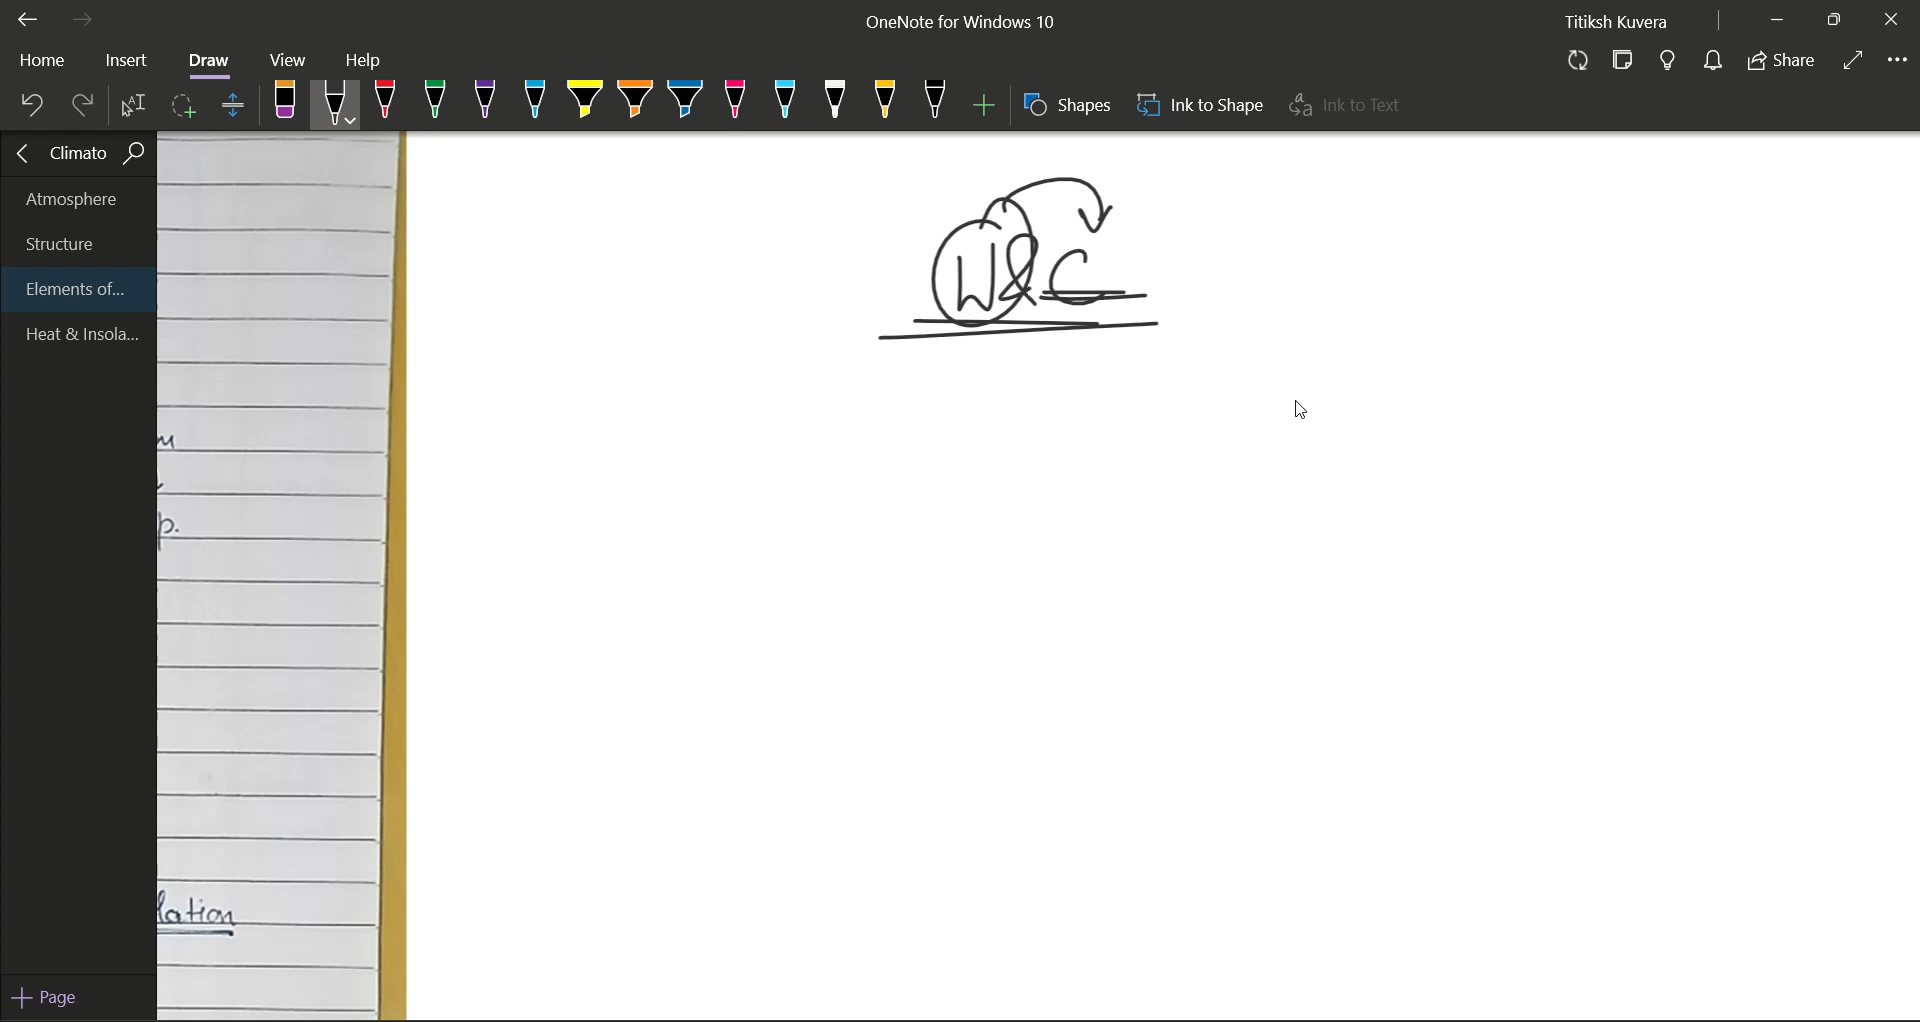 OneNote for Windows 10
Titiksh Kuvera
Home Insert Draw View Help
Share
Shapes Ink to Shape Ink to Text
Climato
Atmosphere
Structure
Elements of...
Heat & Insola...
W & C
p.
lation
Page